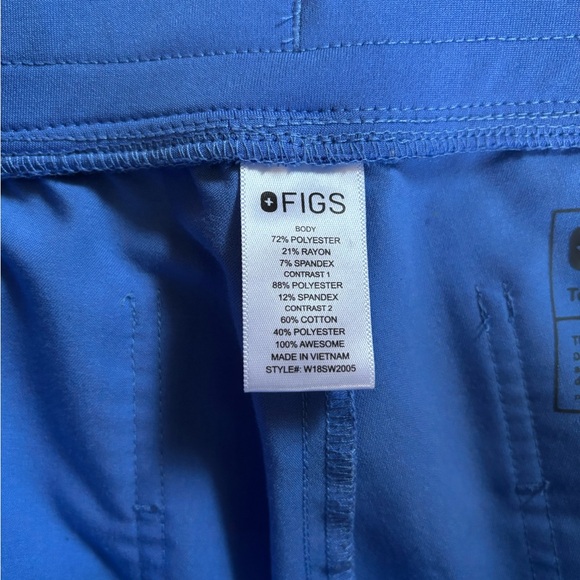 FIGS
BODY
72% POLYESTER
21% RAYON
7% SPANDEX
CONTRAST 1
88% POLYESTER
12% SPANDEX
CONTRAST 2
60% COTTON
40% POLYESTER
100% AWESOME
MADE IN VIETNAM
STYLE#: W18SW2005